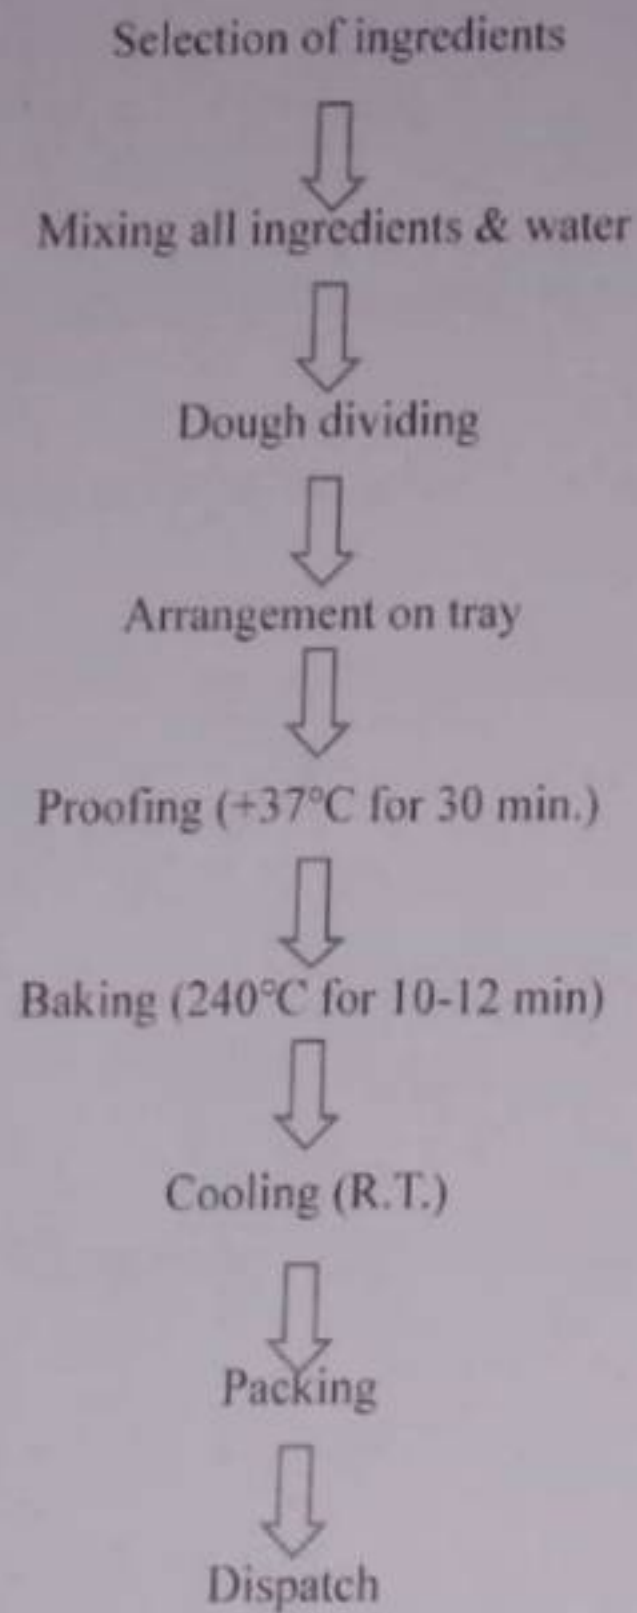 Selection of ingredients
Mixing all ingredients & water
Dough dividing
Arrangement on tray
Proofing (+37°C for 30 min.)
Baking (240°C for 10-12 min)
Cooling (R.T.)
Packing
Dispatch